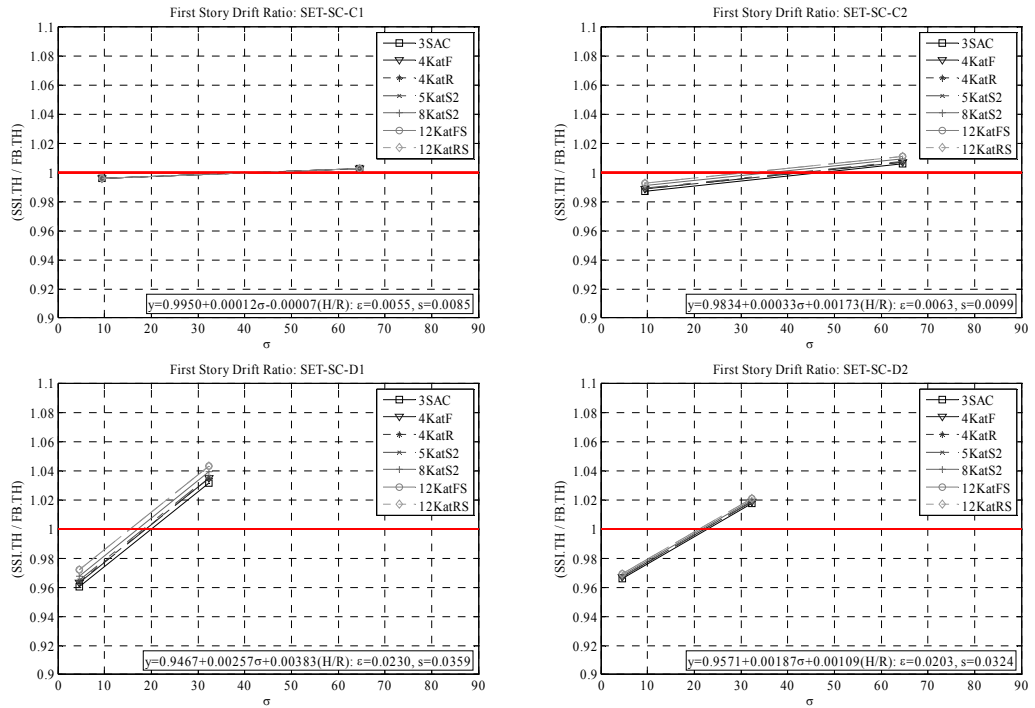 First Story Drift Ratio: SET-SC-C1
1.1
1.08
1.06
1.04
1.02
1
0.98
0.96
0.94
0.92
0.9
(SSI.TH / FB.TH)
3SAC
4KatF
4KatR
5KatS2
8KatS2
12KatFS
12KatRS
y=0.9950+0.00012σ-0.00007(H/R): ε=0.0055, s=0.0085
0 10 20 30 40 50 60 70 80 90
σ
First Story Drift Ratio: SET-SC-C2
1.1
1.08
1.06
1.04
1.02
1
0.98
0.96
0.94
0.92
0.9
(SSI.TH / FB.TH)
3SAC
4KatF
4KatR
5KatS2
8KatS2
12KatFS
12KatRS
y=0.9834+0.00033σ+0.00173(H/R): ε=0.0063, s=0.0099
0 10 20 30 40 50 60 70 80 90
σ
First Story Drift Ratio: SET-SC-D1
1.1
1.08
1.06
1.04
1.02
1
0.98
0.96
0.94
0.92
0.9
(SSI.TH / FB.TH)
3SAC
4KatF
4KatR
5KatS2
8KatS2
12KatFS
12KatRS
y=0.9467+0.00257σ+0.00383(H/R): ε=0.0230, s=0.0359
0 10 20 30 40 50 60 70 80 90
σ
First Story Drift Ratio: SET-SC-D2
1.1
1.08
1.06
1.04
1.02
1
0.98
0.96
0.94
0.92
0.9
(SSI.TH / FB.TH)
3SAC
4KatF
4KatR
5KatS2
8KatS2
12KatFS
12KatRS
y=0.9571+0.00187σ+0.00109(H/R): ε=0.0203, s=0.0324
0 10 20 30 40 50 60 70 80 90
σ